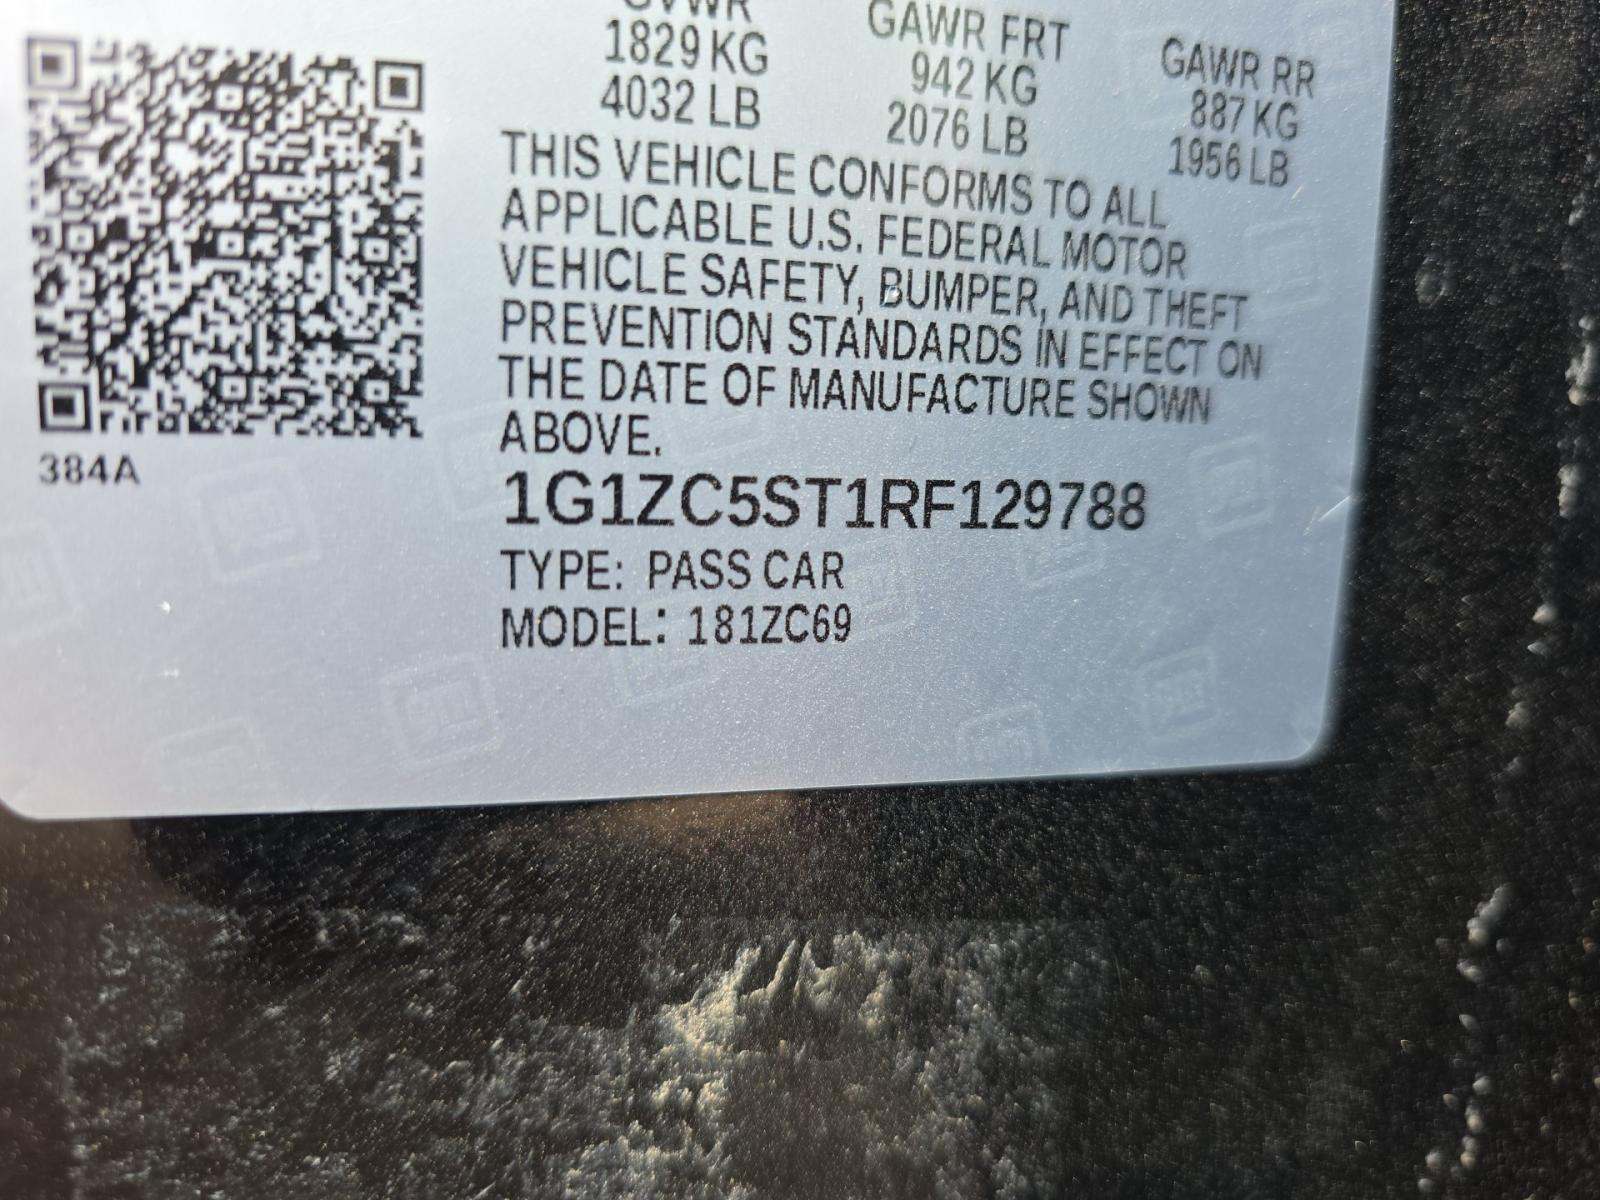 GVWR GAWR FRT GAWR RR
1829 KG 942 KG 887 KG
4032 LB 2076 LB 1956 LB
THIS VEHICLE CONFORMS TO ALL
APPLICABLE U.S. FEDERAL MOTOR
VEHICLE SAFETY, BUMPER, AND THEFT
PREVENTION STANDARDS IN EFFECT ON
THE DATE OF MANUFACTURE SHOWN
ABOVE.
384A
1G1ZC5ST1RF129788
TYPE: PASS CAR
MODEL: 181ZC69